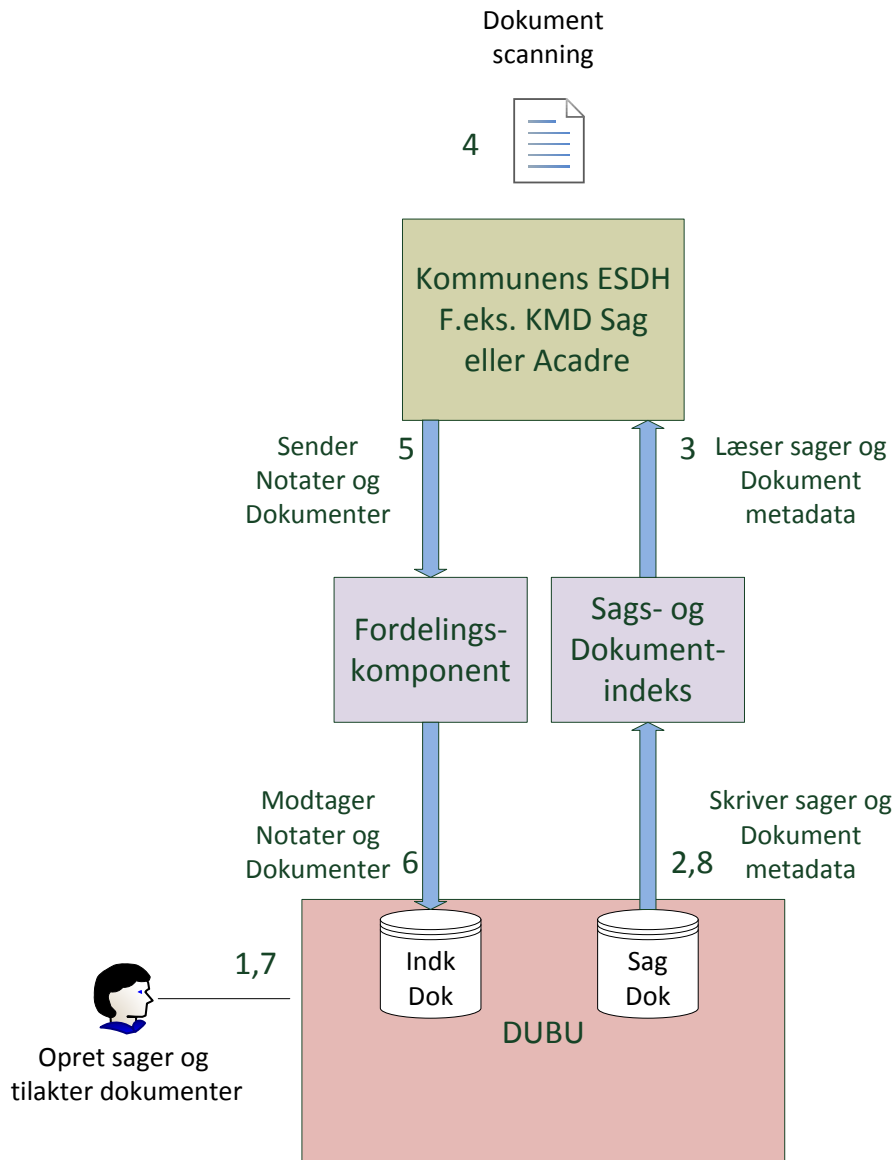 Dokument
scanning
4
Kommunens ESDH
F.eks. KMD Sag
eller Acadre
Sender
Notater og
Dokumenter
5
3
Læser sager og
Dokument
metadata
Fordelings-
komponent
Sags- og
Dokument-
indeks
Modtager
Notater og
Dokumenter
6
2,8
Skriver sager og
Dokument
metadata
1,7
Indk
Dok
Sag
Dok
DUBU
Opret sager og
tilakter dokumenter